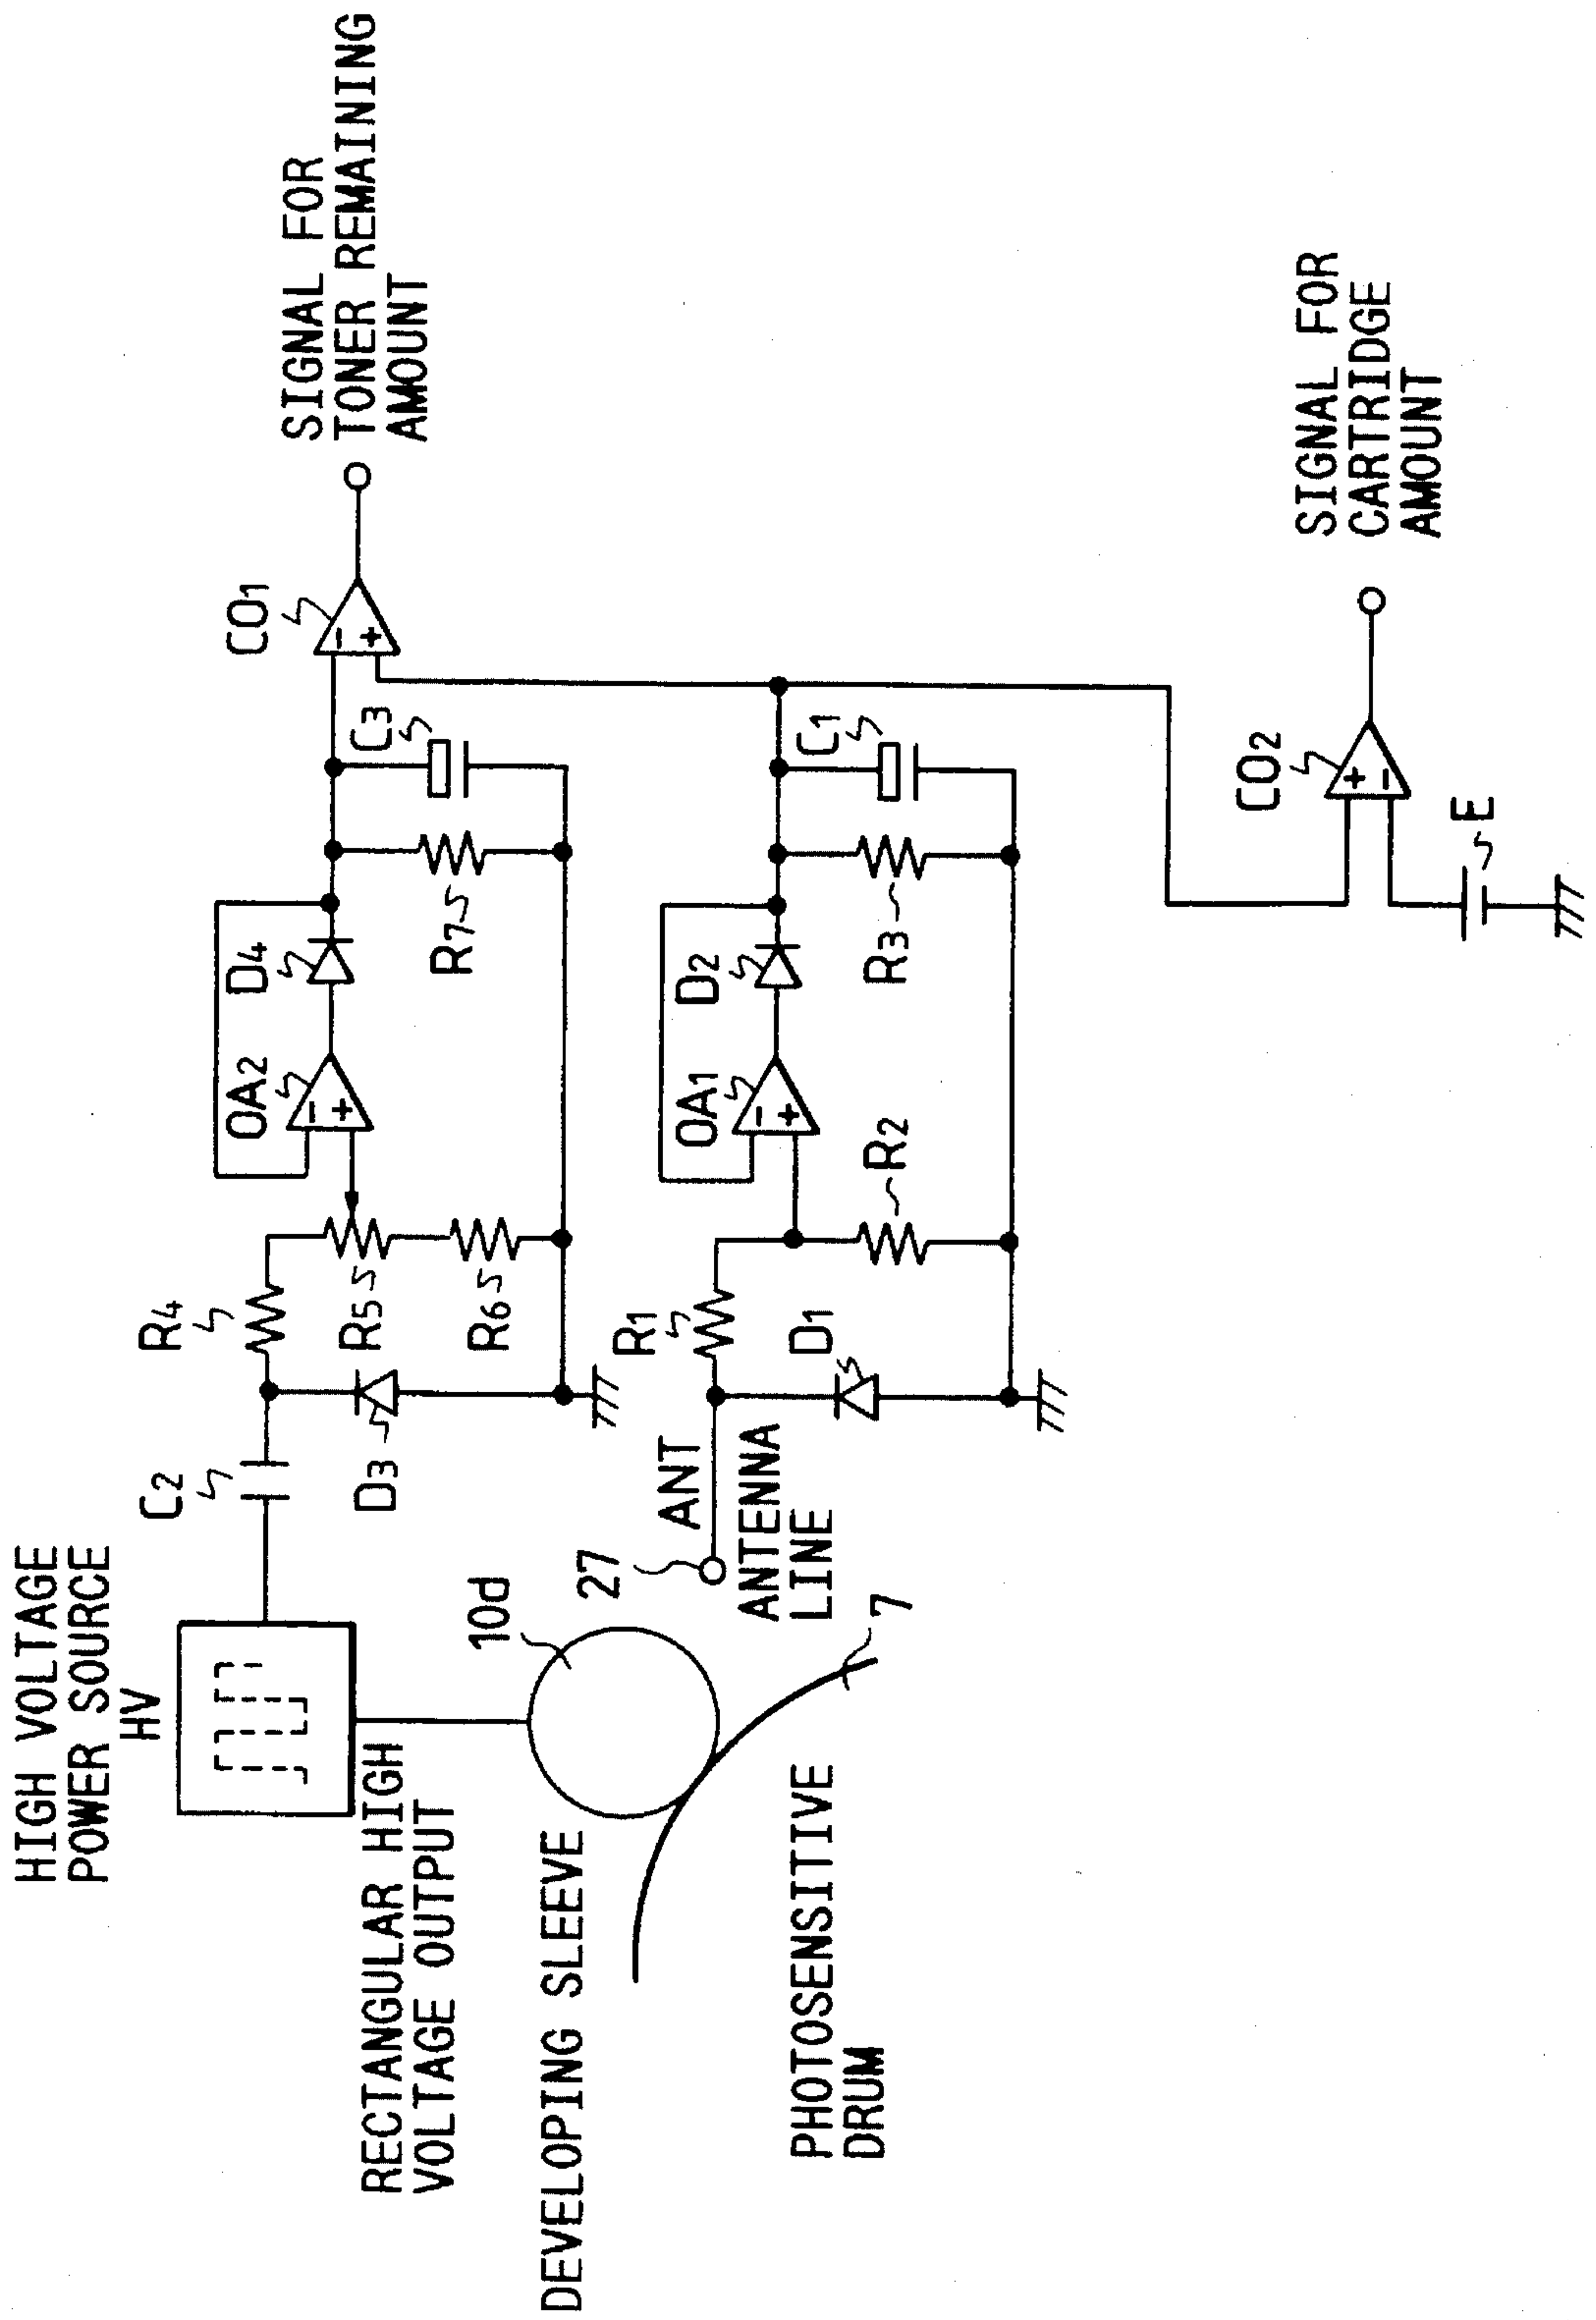 HIGH VOLTAGE
POWER SOURCE
HV
C2
R4
D3
R5
R6
OA2
D4
R7
C3
CO1
SIGNAL FOR
TONER REMAINING
AMOUNT
- +
- +
RECTANGULAR HIGH
VOLTAGE OUTPUT
10d
DEVELOPING SLEEVE
27
ANT
ANTENNA
LINE
R1
D1
R2
OA1
- +
D2
R3
C1
7
PHOTOSENSITIVE
DRUM
CO2
+ -
E
SIGNAL FOR
CARTRIDGE
AMOUNT